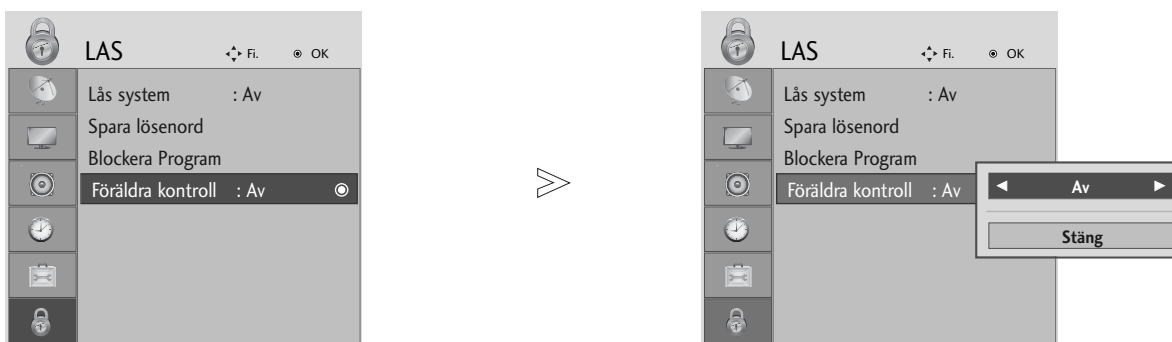 LAS Fi. OK
Lås system : Av
Spara lösenord
Blockera Program
Föräldra kontroll : Av
LAS Fi. OK
Lås system : Av
Spara lösenord
Blockera Program
Föräldra kontroll : Av
Av
Stäng